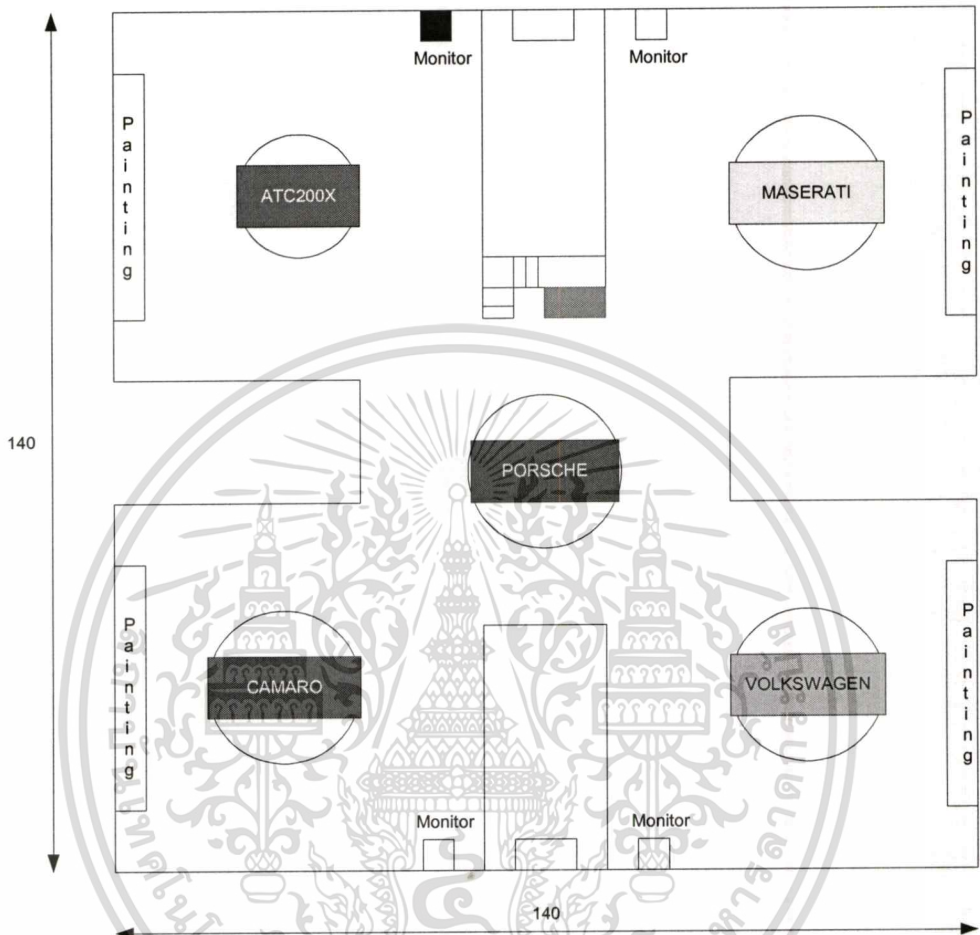 Monitor
Monitor
Painting
Painting
ATC200X
MASERATI
140
PORSCHE
Painting
Painting
CAMARO
VOLKSWAGEN
Monitor
Monitor
140